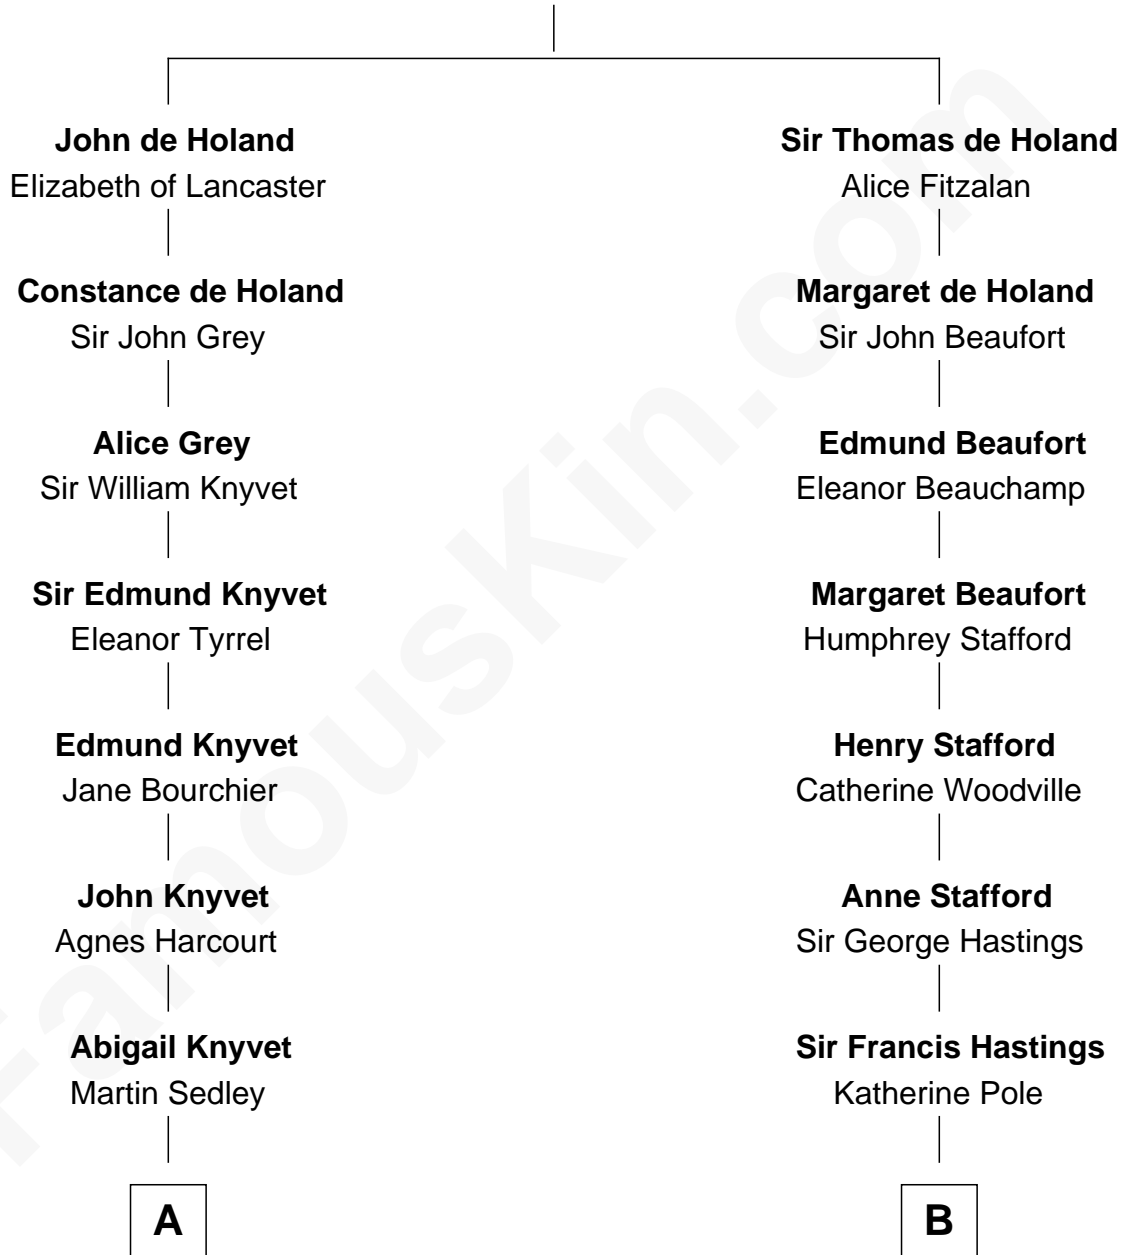 John de Holand
Elizabeth of Lancaster
Constance de Holand
Sir John Grey
Alice Grey
Sir William Knyvet
Sir Edmund Knyvet
Eleanor Tyrrel
Edmund Knyvet
Jane Bourchier
John Knyvet
Agnes Harcourt
Abigail Knyvet
Martin Sedley
A
Sir Thomas de Holand
Alice Fitzalan
Margaret de Holand
Sir John Beaufort
Edmund Beaufort
Eleanor Beauchamp
Margaret Beaufort
Humphrey Stafford
Henry Stafford
Catherine Woodville
Anne Stafford
Sir George Hastings
Sir Francis Hastings
Katherine Pole
B
FamousKin.com